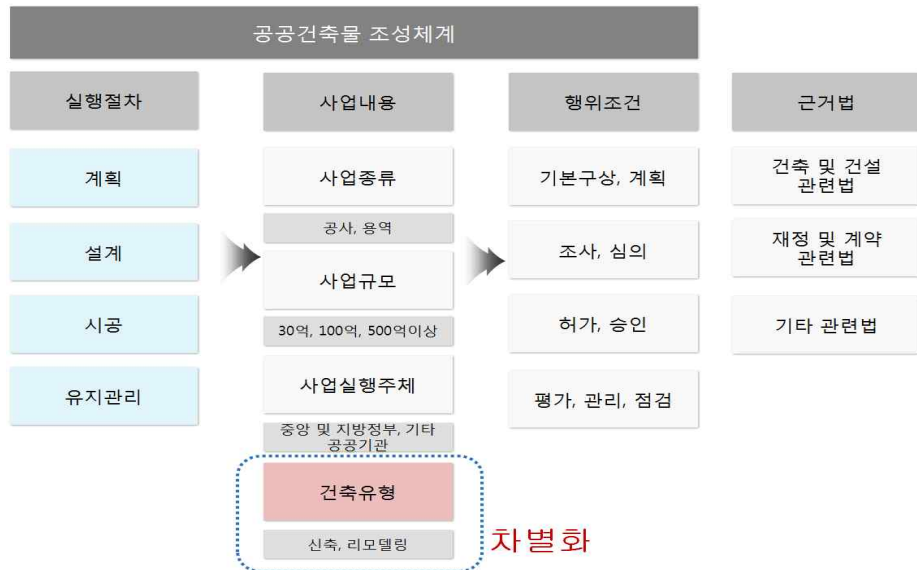 공공건축물 조성체계
실행절차
계획
설계
시공
유지관리
사업내용
사업종류
공사, 용역
사업규모
30억, 100억, 500억이상
사업실행주체
중앙 및 지방정부, 기타
공공기관
건축유형
신축, 리모델링
차별화
행위조건
기본구상, 계획
조사, 심의
허가, 승인
평가, 관리, 점검
근거법
건축 및 건설
관련법
재정 및 계약
관련법
기타 관련법